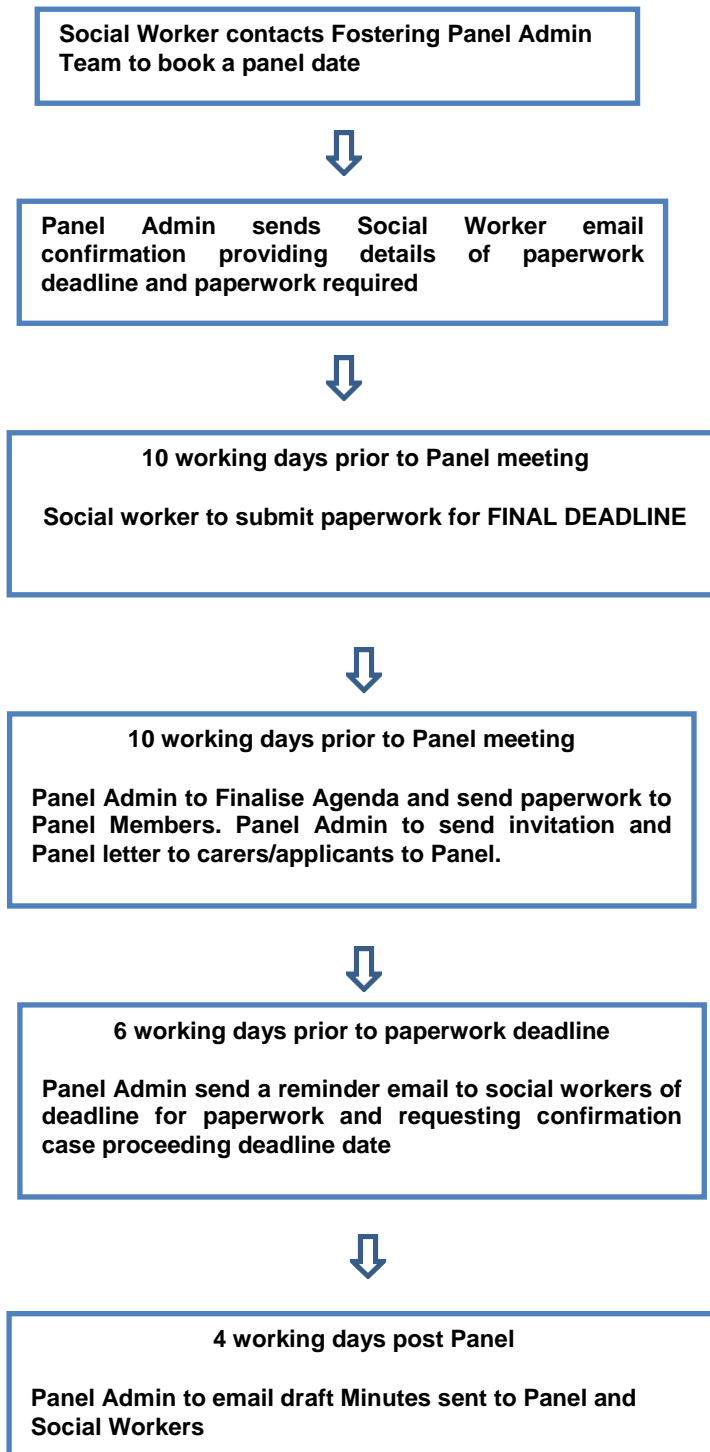 Social Worker contacts Fostering Panel Admin
Team to book a panel date
Panel Admin sends Social Worker email
confirmation providing details of paperwork
deadline and paperwork required
10 working days prior to Panel meeting
Social worker to submit paperwork for FINAL DEADLINE
10 working days prior to Panel meeting
Panel Admin to Finalise Agenda and send paperwork to
Panel Members. Panel Admin to send invitation and
Panel letter to carers/applicants to Panel.
6 working days prior to paperwork deadline
Panel Admin send a reminder email to social workers of
deadline for paperwork and requesting confirmation
case proceeding deadline date
4 working days post Panel
Panel Admin to email draft Minutes sent to Panel and
Social Workers